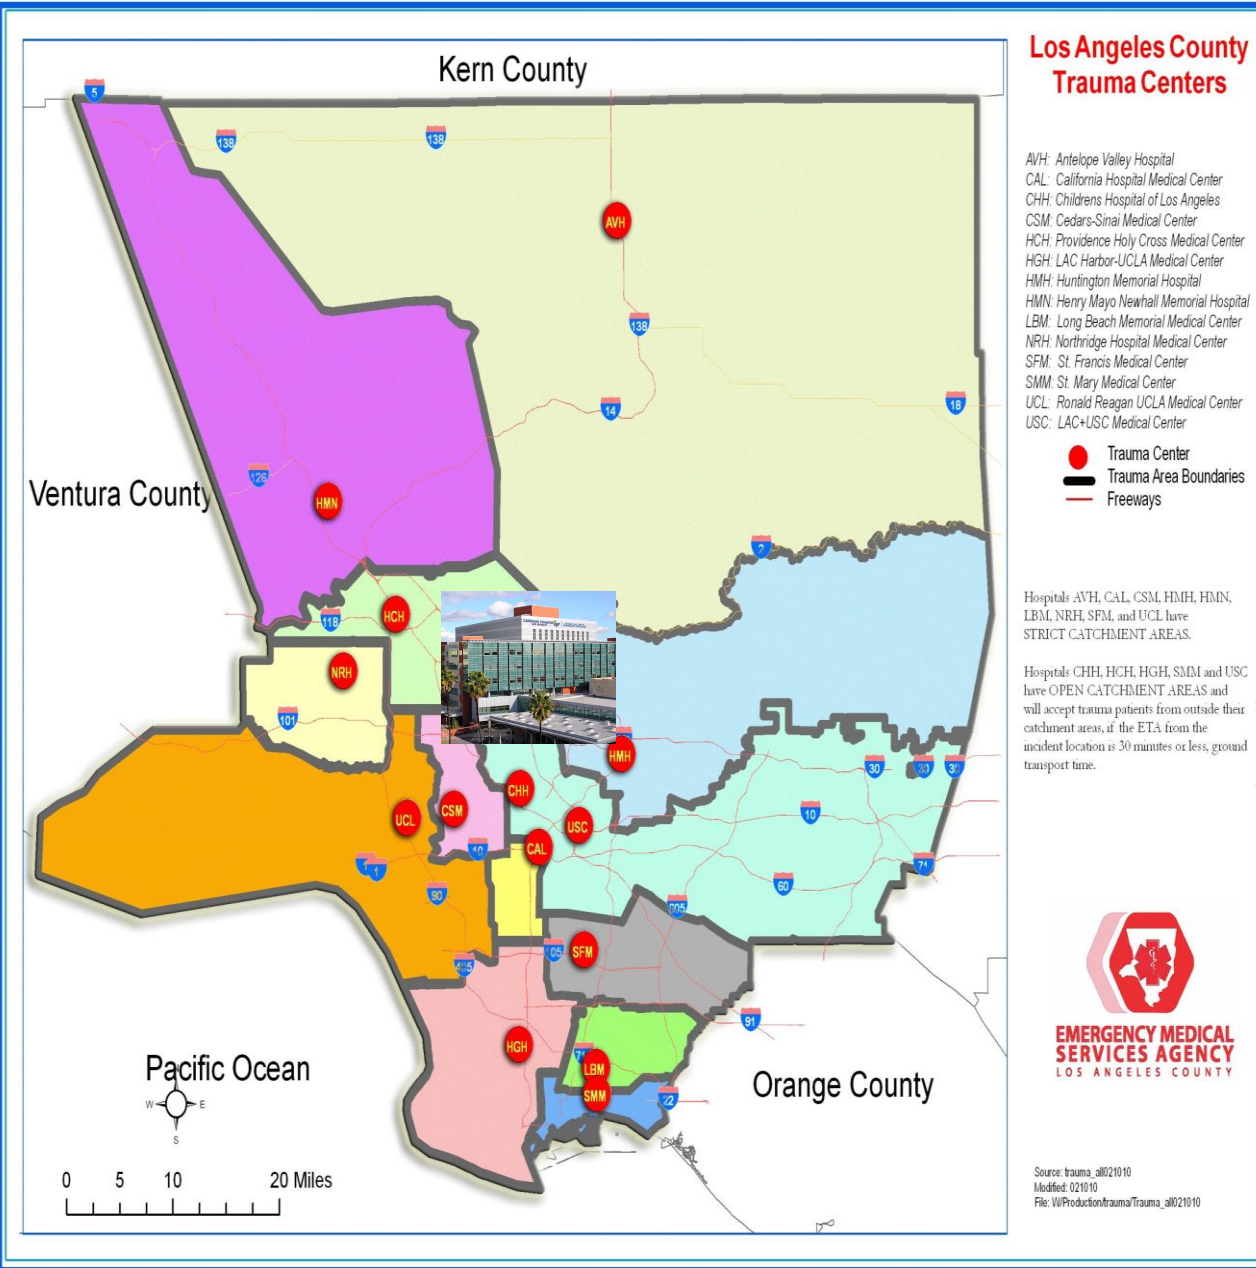 Los Angeles County
Trauma Centers
Kern County
5
138
138
AVH
AVH: Antelope Valley Hospital
CAL: California Hospital Medical Center
CHH: Childrens Hospital of Los Angeles
CSM: Cedars-Sinai Medical Center
HCH: Providence Holy Cross Medical Center
HGH: LAC Harbor-UCLA Medical Center
HMH: Huntington Memorial Hospital
HMN: Henry Mayo Newhall Memorial Hospital
LBM: Long Beach Memorial Medical Center
NRH: Northridge Hospital Medical Center
SFM: St. Francis Medical Center
SMM: St. Mary Medical Center
UCL: Ronald Reagan UCLA Medical Center
USC: LAC+USC Medical Center
138
14
18
Trauma Center
Trauma Area Boundaries
Freeways
126
Ventura County
HMN
2
Hospitals AVH, CAL, CSM, HMH, HMN,
LBM, NRH, SFM, and UCL have
STRICT CATCHMENT AREAS.
Hospitals CHH, HCH, HGH, SMM and USC
have OPEN CATCHMENT AREAS and
will accept trauma patients from outside their
catchment areas, if the ETA from the
incident location is 30 minutes or less, ground
transport time.
HCH
118
Childrens Hospital
NRH
101
HMH
30
30
CHH
CSM
UCL
USC
10
CAL
10
1
71
60
90
SFM
91
HGH
LBM
SMM
22
Pacific Ocean
Orange County
W
E
S
0 5 10 20 Miles
EMERGENCY MEDICAL
SERVICES AGENCY
LOS ANGELES COUNTY
Source: trauma_all021010
Modified: 021010
File: W/Production/trauma/Trauma_all021010